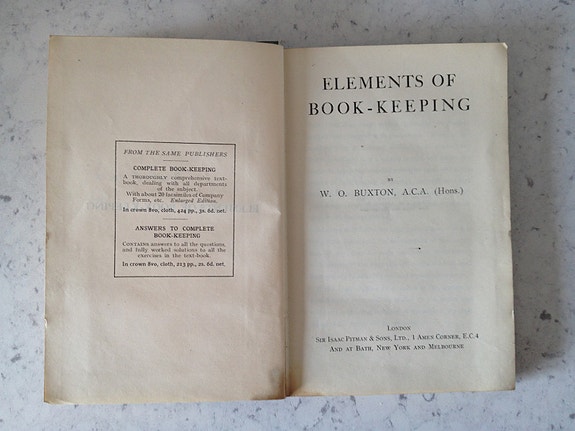 FROM THE SAME PUBLISHERS
COMPLETE BOOK-KEEPING
A THOROUGHLY comprehensive text-
book, dealing with all departments
of the subject.
With about 20 facsimiles of Company
Forms, etc. Enlarged Edition.
In crown 8vo, cloth, 424 pp., 3s. 6d. net.
ANSWERS TO COMPLETE
BOOK-KEEPING
CONTAINS answers to all the questions,
and fully worked solutions to all the
exercises in the text-book.
In crown 8vo, cloth, 213 pp., 2s. 6d. net.
ELEMENTS OF
BOOK-KEEPING
BY
W. O. BUXTON, A.C.A. (Hons.)
LONDON
SIR ISAAC PITMAN & SONS, LTD., 1 AMEN CORNER, E.C.4
AND AT BATH, NEW YORK AND MELBOURNE